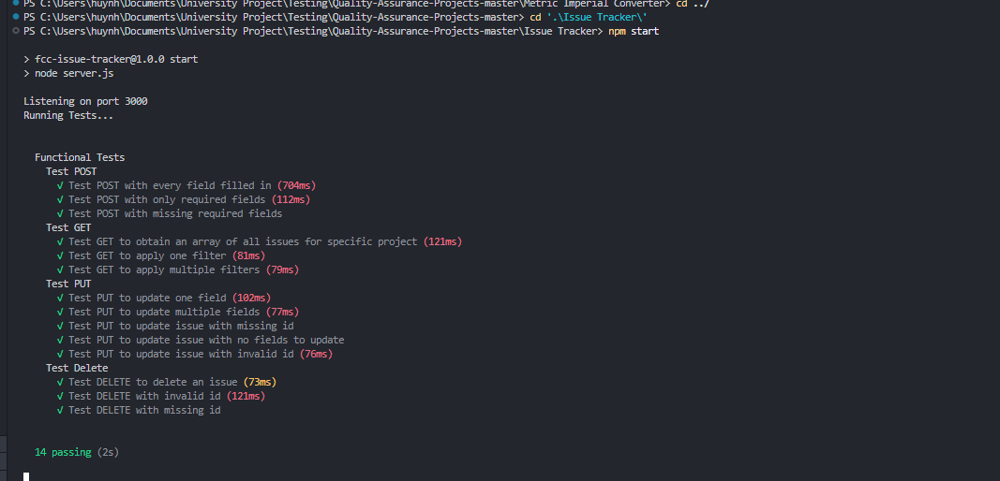 PS C:\Users\huynh\Documents\University Project\Testing\Quality-Assurance-Projects-master\Metric Imperial Converter> cd ../
PS C:\Users\huynh\Documents\University Project\Testing\Quality-Assurance-Projects-master> cd '.\Issue Tracker\'
PS C:\Users\huynh\Documents\University Project\Testing\Quality-Assurance-Projects-master\Issue Tracker> npm start
> fcc-issue-tracker@1.0.0 start
> node server.js
Listening on port 3000
Running Tests...
Functional Tests
Test POST
√ Test POST with every field filled in (704ms)
√ Test POST with only required fields (112ms)
√ Test POST with missing required fields
Test GET
√ Test GET to obtain an array of all issues for specific project (121ms)
√ Test GET to apply one filter (81ms)
√ Test GET to apply multiple filters (79ms)
Test PUT
√ Test PUT to update one field (102ms)
√ Test PUT to update multiple fields (77ms)
√ Test PUT to update issue with missing id
√ Test PUT to update issue with no fields to update
√ Test PUT to update issue with invalid id (76ms)
Test Delete
√ Test DELETE to delete an issue (73ms)
√ Test DELETE with invalid id (121ms)
√ Test DELETE with missing id
14 passing (2s)